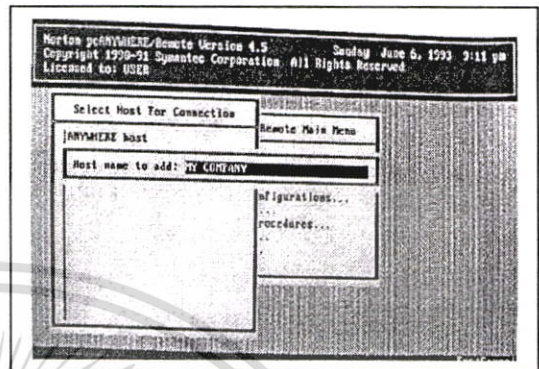 Norton pcANYWHERE/Remote Version 4.5 Sunday June 6, 1993 9:11 pm
Copyright 1990-91 Symantec Corporation All Rights Reserved
Licensed to: USER
Select Host For Connection
Remote Main Menu
ANYWHERE host
Host name to add: MY COMPANY
nfigurations...
...
rocedures...
..
.